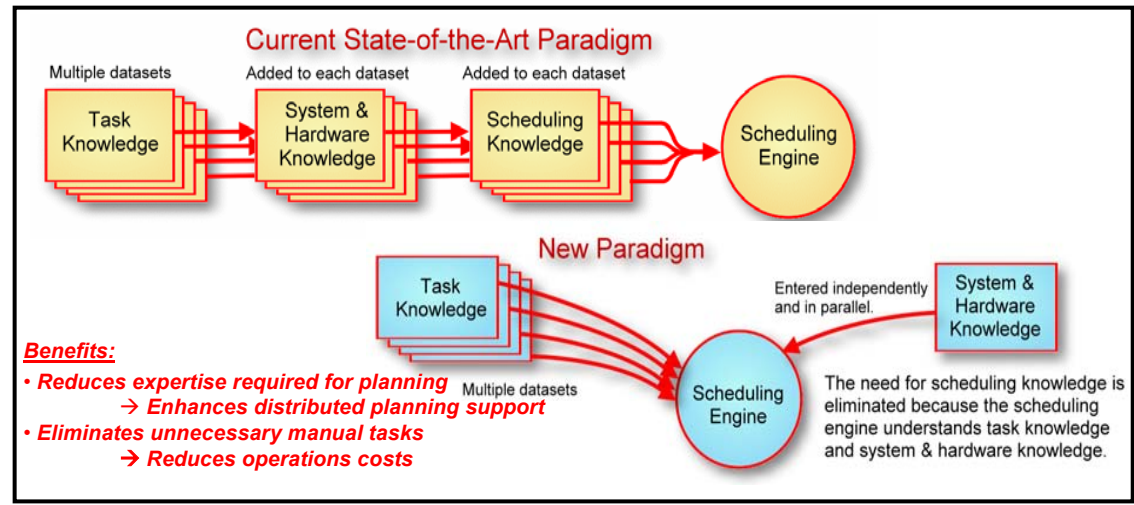 Current State-of-the-Art Paradigm
Multiple datasets
Added to each dataset
Added to each dataset
Task
Knowledge
System &
Hardware
Knowledge
Scheduling
Knowledge
Scheduling
Engine
New Paradigm
Task
Knowledge
Multiple datasets
Scheduling
Engine
Entered independently
and in parallel.
System &
Hardware
Knowledge
The need for scheduling knowledge is
eliminated because the scheduling
engine understands task knowledge
and system & hardware knowledge.
Benefits:
• Reduces expertise required for planning
→ Enhances distributed planning support
• Eliminates unnecessary manual tasks
→ Reduces operations costs